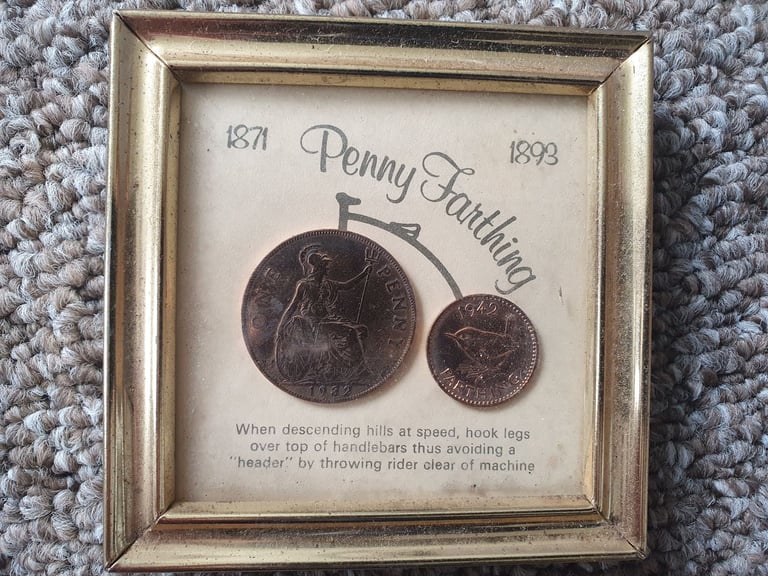 1871
Penny Farthing
1893
ONE PENNY
1932
1942
FARTHING
When descending hills at speed, hook legs
over top of handlebars thus avoiding a
"header" by throwing rider clear of machine